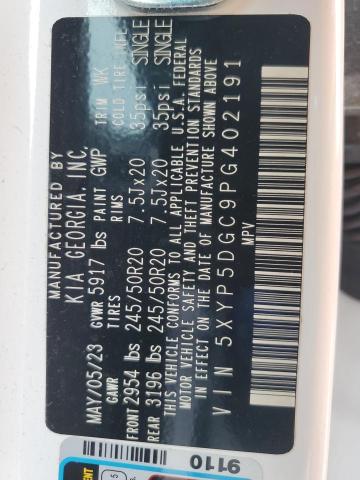 MANUFACTURED BY
KIA GEORGIA, INC.
MAY/05/23 GVWR 5917 lbs PAINT GWP TRIM WK
GAWR TIRES RIMS COLD TIRE
FRONT 2954 lbs 245/50R20 7.5Jx20 35psi SINGLE
REAR 3196 lbs 245/50R20 7.5Jx20 35psi SINGLE
THIS VEHICLE CONFORMS TO ALL APPLICABLE U.S.A. FEDERAL
MOTOR VEHICLE SAFETY AND THEFT PREVENTION STANDARDS
IN EFFECT ON THE DATE OF MANUFACTURE SHOWN ABOVE
VIN 5XYP5DGC9PG402191
MPV
9110